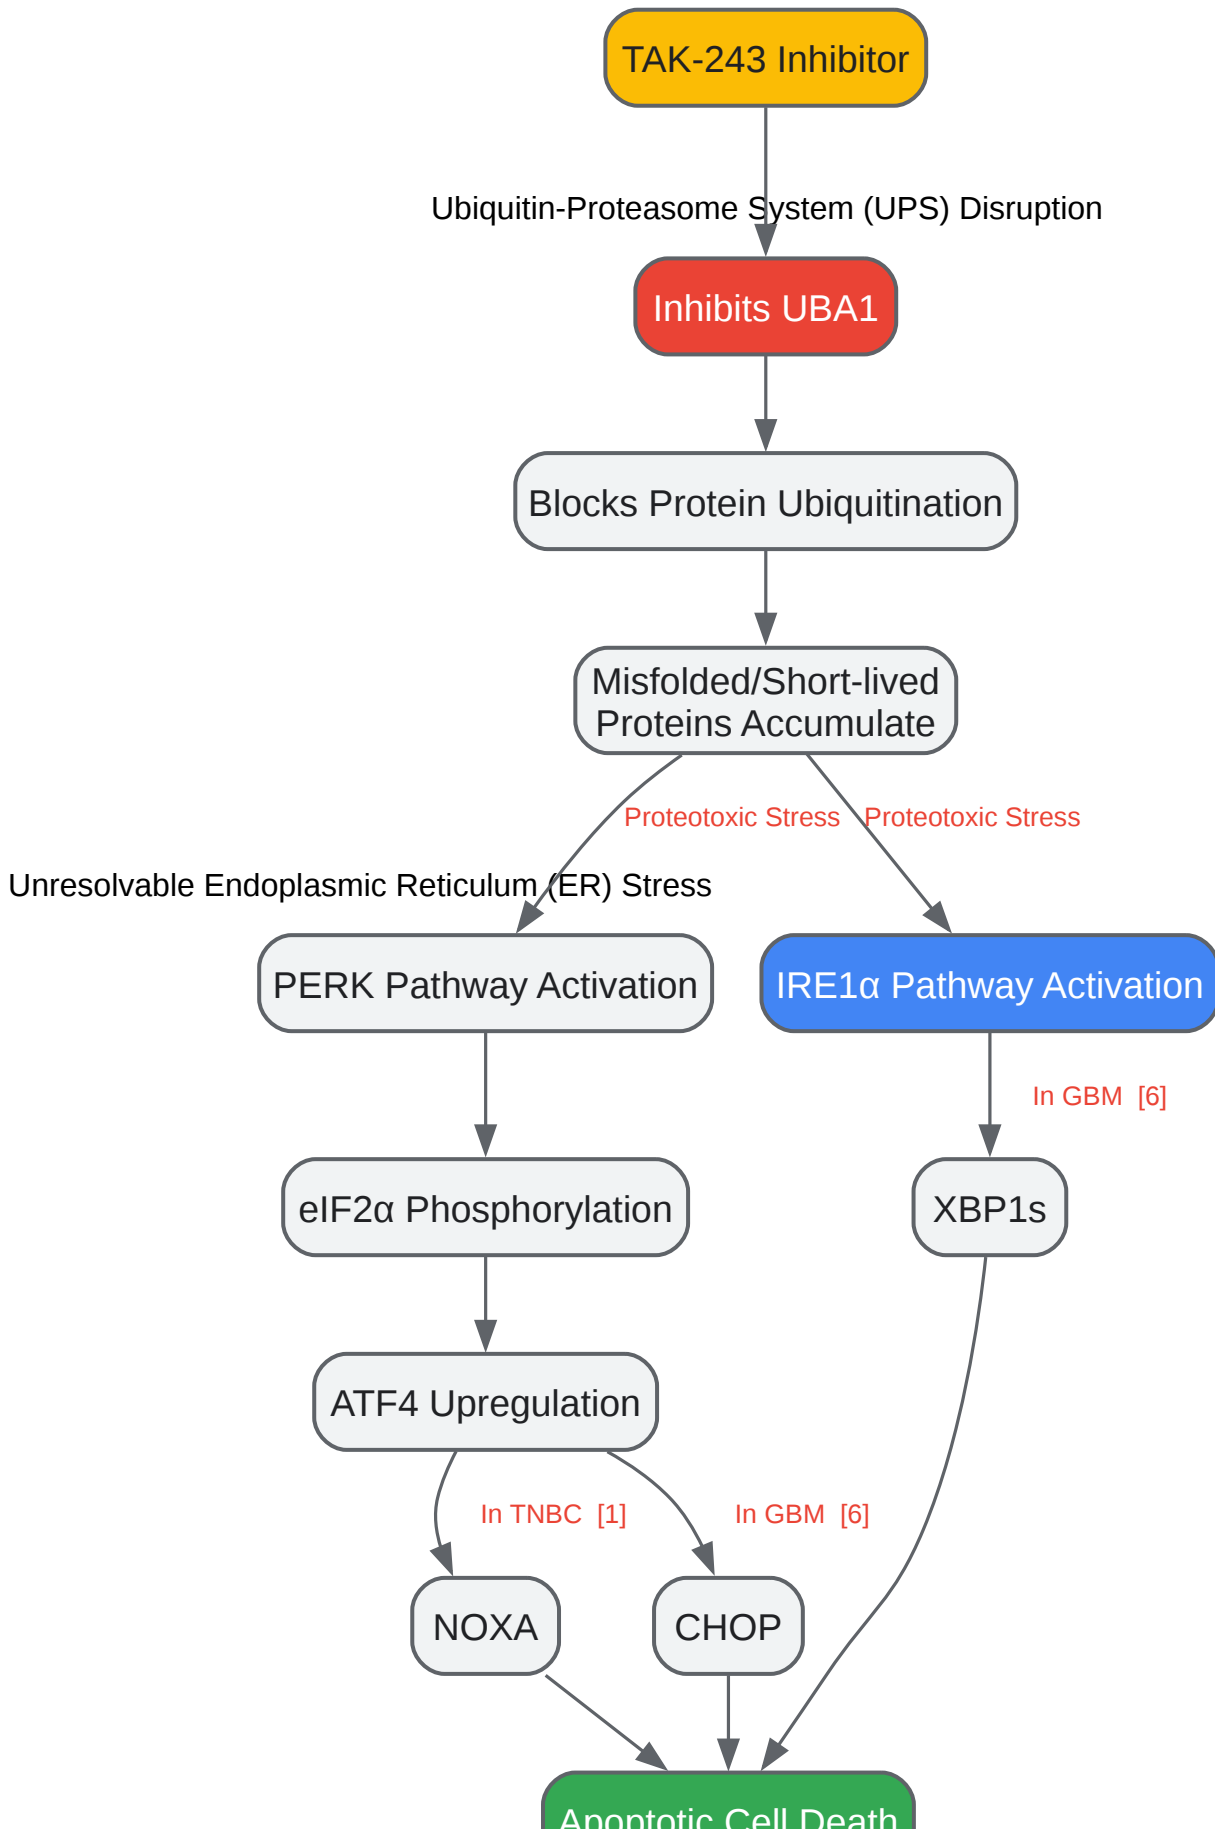 TAK-243 Inhibitor
Ubiquitin-Proteasome System (UPS) Disruption
Inhibits UBA1
Blocks Protein Ubiquitination
Misfolded/Short-lived
Proteins Accumulate
Proteotoxic Stress
Proteotoxic Stress
Unresolvable Endoplasmic Reticulum (ER) Stress
PERK Pathway Activation
IRE1α Pathway Activation
In GBM  [6]
eIF2α Phosphorylation
XBP1s
ATF4 Upregulation
In TNBC  [1]
In GBM  [6]
NOXA
CHOP
Apoptotic Cell Death